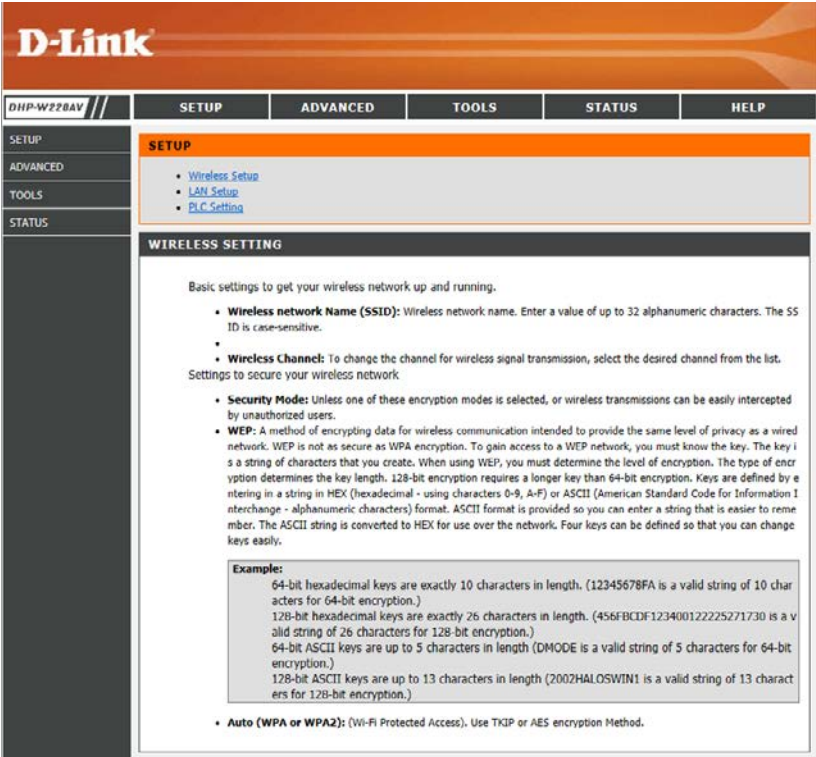 D-Link
DHP-W220AV
SETUP
ADVANCED
TOOLS
STATUS
HELP
SETUP
ADVANCED
TOOLS
STATUS
SETUP
• Wireless Setup
• LAN Setup
• PLC Setting
WIRELESS SETTING
Basic settings to get your wireless network up and running.
• Wireless network Name (SSID): Wireless network name. Enter a value of up to 32 alphanumeric characters. The SS
ID is case-sensitive.
•
• Wireless Channel: To change the channel for wireless signal transmission, select the desired channel from the list.
Settings to secure your wireless network
• Security Mode: Unless one of these encryption modes is selected, or wireless transmissions can be easily intercepted
by unauthorized users.
• WEP: A method of encrypting data for wireless communication intended to provide the same level of privacy as a wired
network. WEP is not as secure as WPA encryption. To gain access to a WEP network, you must know the key. The key i
s a string of characters that you create. When using WEP, you must determine the level of encryption. The type of encr
yption determines the key length. 128-bit encryption requires a longer key than 64-bit encryption. Keys are defined by e
ntering in a string in HEX (hexadecimal - using characters 0-9, A-F) or ASCII (American Standard Code for Information I
nterchange - alphanumeric characters) format. ASCII format is provided so you can enter a string that is easier to reme
mber. The ASCII string is converted to HEX for use over the network. Four keys can be defined so that you can change
keys easily.
Example:
64-bit hexadecimal keys are exactly 10 characters in length. (12345678FA is a valid string of 10 char
acters for 64-bit encryption.)
128-bit hexadecimal keys are exactly 26 characters in length. (456FBCDF123400122225271730 is a v
alid string of 26 characters for 128-bit encryption.)
64-bit ASCII keys are up to 5 characters in length (DMODE is a valid string of 5 characters for 64-bit
encryption.)
128-bit ASCII keys are up to 13 characters in length (2002HALOSWIN1 is a valid string of 13 charact
ers for 128-bit encryption.)
• Auto (WPA or WPA2): (Wi-Fi Protected Access). Use TKIP or AES encryption Method.